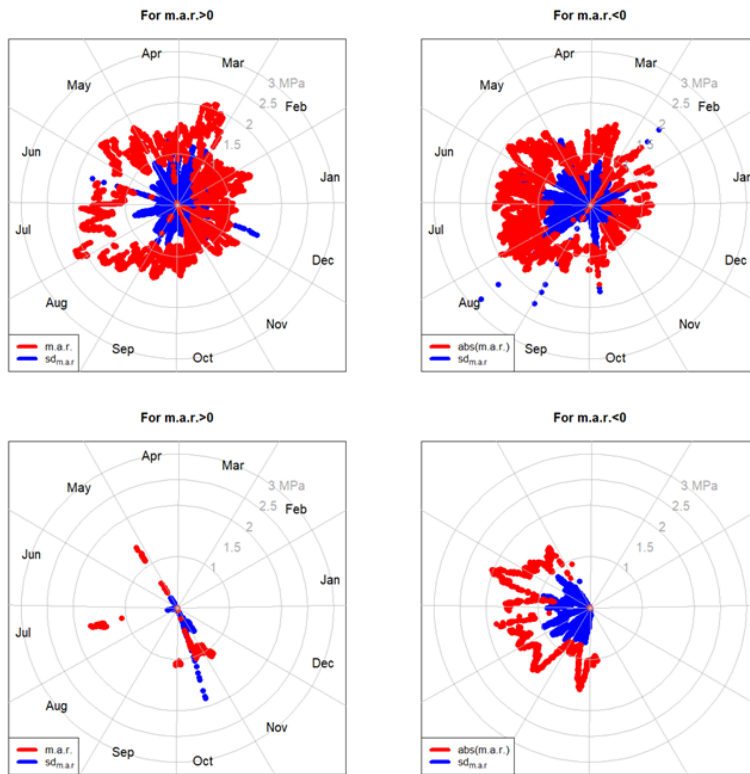 For m.a.r.>0
Apr
Mar
May
3 MPa
Feb
2.5
2
1.5
Jun
Jan
Jul
Dec
Aug
Nov
Sep
Oct
m.a.r.
sd m.a.r
For m.a.r.<0
Apr
Mar
May
3 MPa
Feb
2.5
2
1.5
Jun
Jan
Jul
Dec
Aug
Nov
Sep
Oct
abs(m.a.r.)
sd m.a.r
For m.a.r.>0
Apr
Mar
May
3 MPa
Feb
2.5
2
1.5
1
Jun
Jan
Jul
Dec
Aug
Nov
Sep
Oct
m.a.r.
sd m.a.r
For m.a.r.<0
3 MPa
2.5
2
1.5
1
abs(m.a.r.)
sd m.a.r